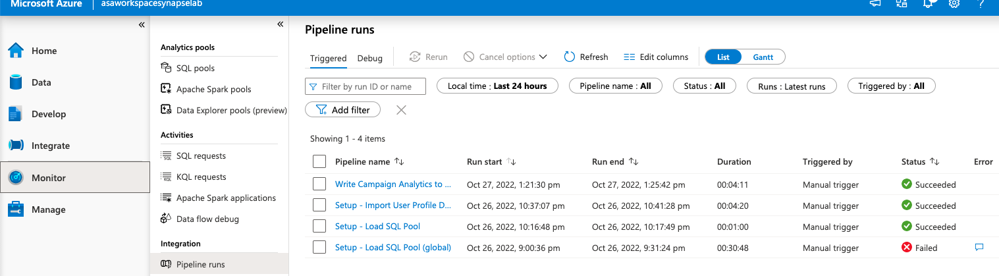 Microsoft Azure | asaworkspacesynapselab ?
« «
Home
Data
Develop
Integrate
Monitor
Manage
Analytics pools
SQL pools
Apache Spark pools
Data Explorer pools (preview)
Activities
SQL requests
KQL requests
Apache Spark applications
Data flow debug
Integration
Pipeline runs
Pipeline runs
Triggered Debug Rerun Cancel options Refresh Edit columns List Gantt
Filter by run ID or name Local time : Last 24 hours Pipeline name : All Status : All Runs : Latest runs Triggered by : All
Add filter
Showing 1 - 4 items
Pipeline name Run start Run end Duration Triggered by Status Error
Write Campaign Analytics to ... Oct 27, 2022, 1:21:30 pm Oct 27, 2022, 1:25:42 pm 00:04:11 Manual trigger Succeeded
Setup - Import User Profile D... Oct 26, 2022, 10:37:07 pm Oct 26, 2022, 10:41:28 pm 00:04:20 Manual trigger Succeeded
Setup - Load SQL Pool Oct 26, 2022, 10:16:48 pm Oct 26, 2022, 10:17:49 pm 00:01:00 Manual trigger Succeeded
Setup - Load SQL Pool (global) Oct 26, 2022, 9:00:36 pm Oct 26, 2022, 9:31:24 pm 00:30:48 Manual trigger Failed